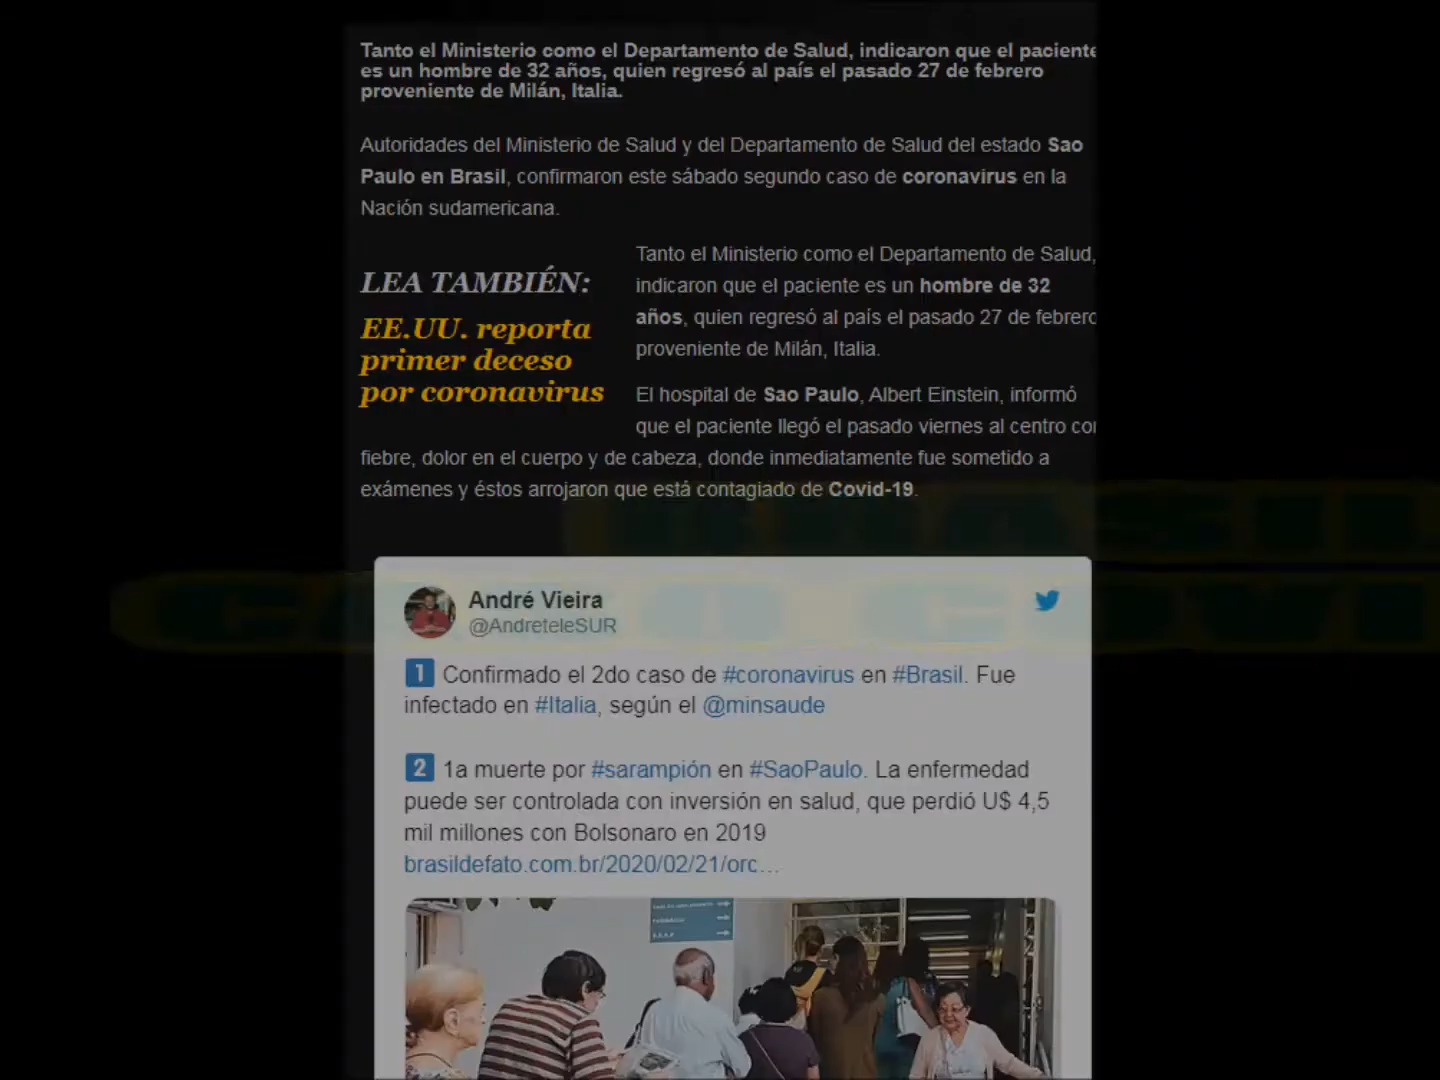 Tanto el Ministerio como el Departamento de Salud, indicaron que el paciente
es un hombre de 32 años, quien regresó al país el pasado 27 de febrero
proveniente de Milán, Italia.
Autoridades del Ministerio de Salud y del Departamento de Salud del estado Sao
Paulo en Brasil, confirmaron este sábado segundo caso de coronavirus en la
Nación sudamericana.
LEA TAMBIÉN:
EE.UU. reporta
primer deceso
por coronavirus
Tanto el Ministerio como el Departamento de Salud,
indicaron que el paciente es un hombre de 32
años, quien regresó al país el pasado 27 de febrero
proveniente de Milán, Italia.
El hospital de Sao Paulo, Albert Einstein, informó
que el paciente llegó el pasado viernes al centro co
fiebre, dolor en el cuerpo y de cabeza, donde inmediatamente fue sometido a
exámenes y éstos arrojaron que está contagiado de Covid-19.
André Vieira
@AndreteleSUR
1 Confirmado el 2do caso de #coronavirus en #Brasil. Fue
infectado en #Italia, según el @minsaude
2 1a muerte por #sarampión en #SaoPaulo. La enfermedad
puede ser controlada con inversión en salud, que perdió U$ 4,5
mil millones con Bolsonaro en 2019
brasildefato.com.br/2020/02/21/orc...